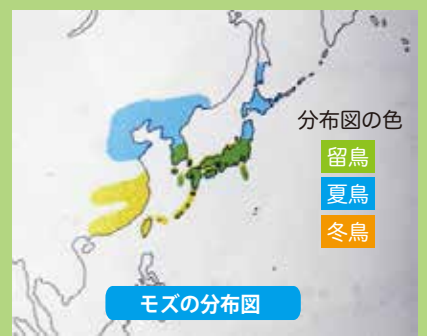 分布図の色
留鳥
夏鳥
冬鳥
モズの分布図